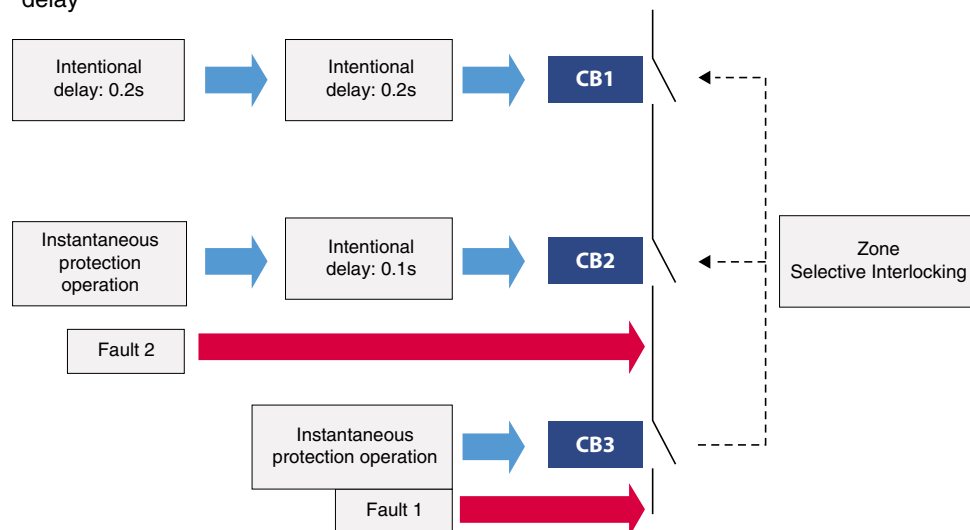 delay
Intentional
delay: 0.2s
Intentional
delay: 0.2s
CB1
Instantaneous
protection
operation
Intentional
delay: 0.1s
CB2
Zone
Selective Interlocking
Fault 2
Instantaneous
protection operation
CB3
Fault 1